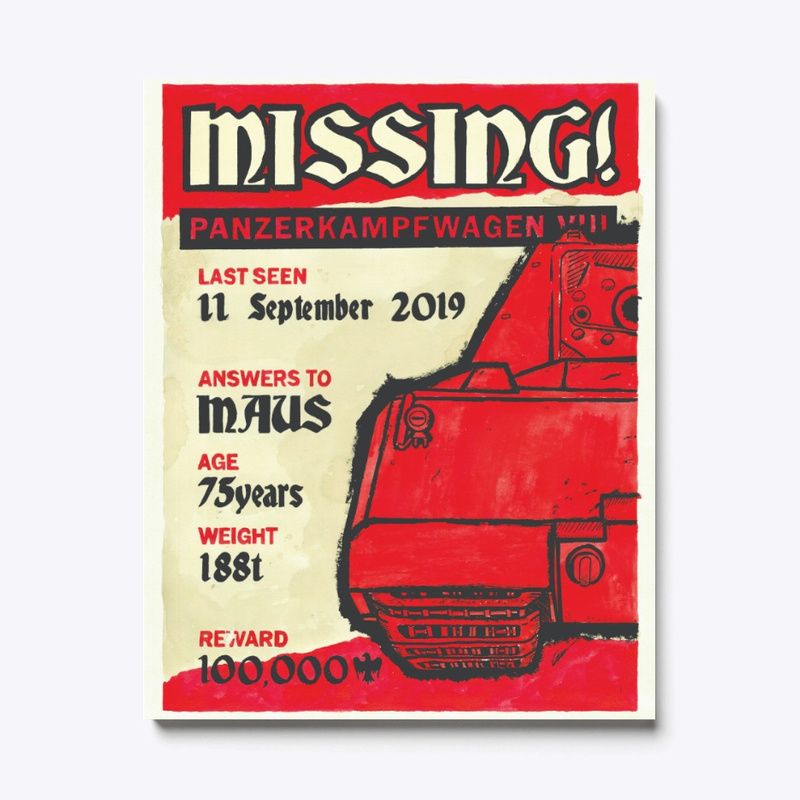 MISSING!
PANZERKAMPFWAGEN VIII
LAST SEEN
11 September 2019
ANSWERS TO
MAUS
AGE
75years
WEIGHT
188t
REWARD
100,000